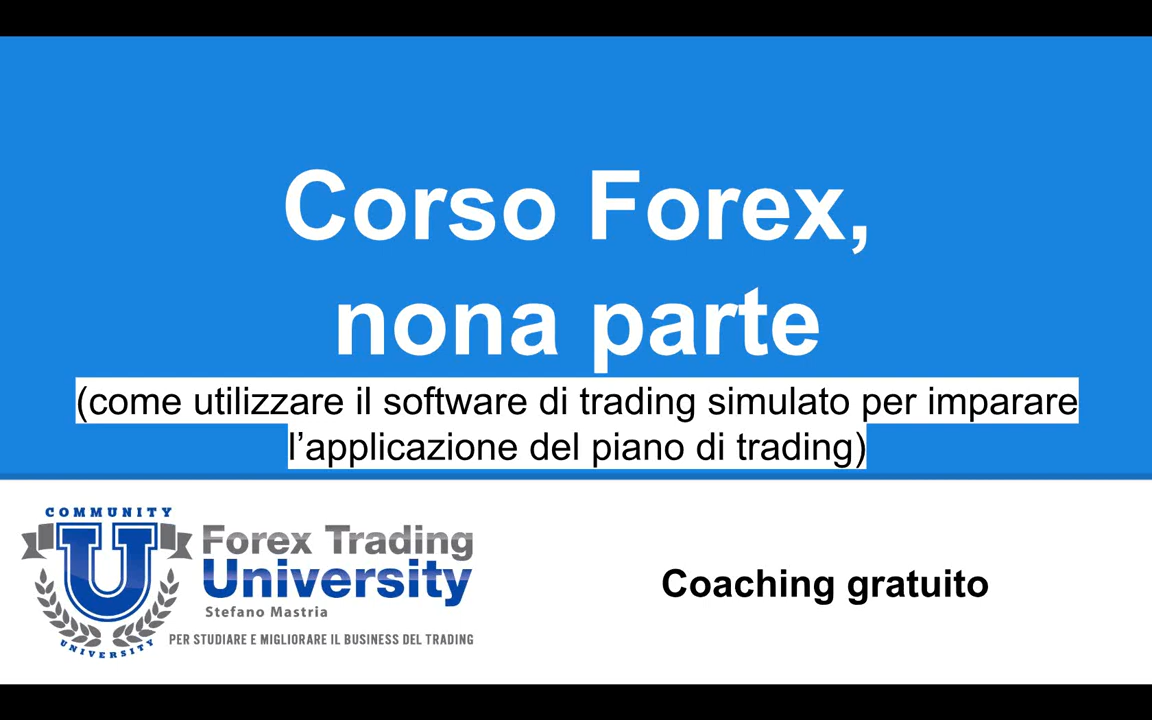 Corso Forex,
nona parte
(come utilizzare il software di trading simulato per imparare
l’applicazione del piano di trading)
COMMUNITY
U
UNIVERSITY
Forex Trading
University
Stefano Mastria
PER STUDIARE E MIGLIORARE IL BUSINESS DEL TRADING
Coaching gratuito